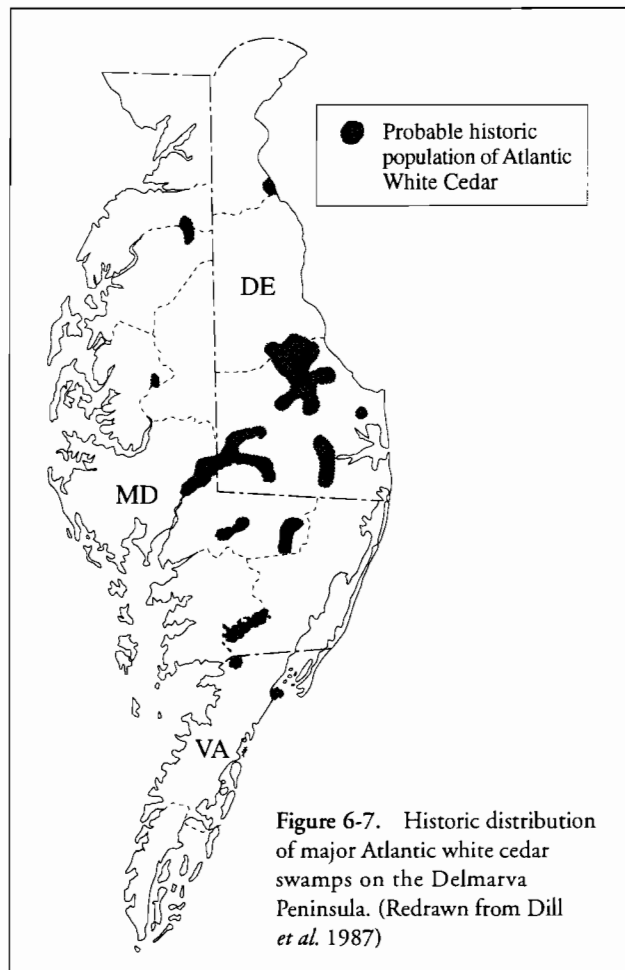 Probable historic
population of Atlantic
White Cedar
DE
MD
VA
Figure 6-7. Historic distribution
of major Atlantic white cedar
swamps on the Delmarva
Peninsula. (Redrawn from Dill
et al. 1987)